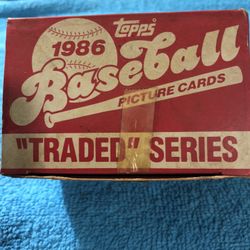 Topps
1986
Baseball
PICTURE CARDS
"TRADED" SERIES